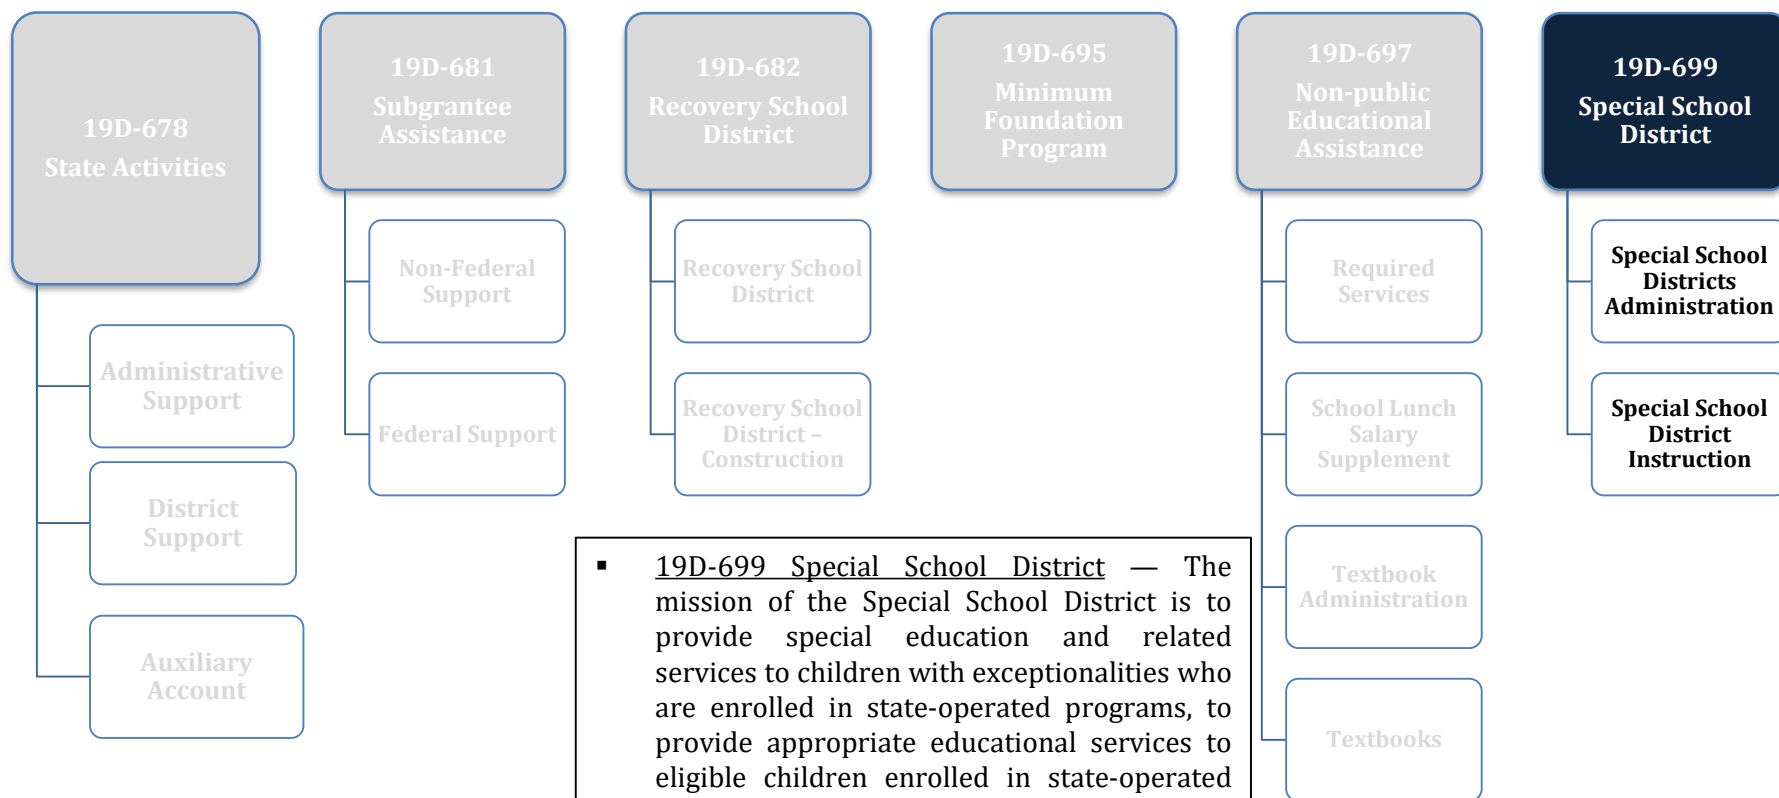 19D-678
State Activities
Administrative
Support
District
Support
Auxiliary
Account
19D-681
Subgrantee
Assistance
Non-Federal
Support
Federal Support
19D-682
Recovery School
District
Recovery School
District
Recovery School
District –
Construction
19D-695
Minimum
Foundation
Program
19D-697
Non-public
Educational
Assistance
Required
Services
School Lunch
Salary
Supplement
Textbook
Administration
Textbooks
19D-699
Special School
District
Special School
Districts
Administration
Special School
District
Instruction
▪ 19D-699 Special School District — The
mission of the Special School District is to
provide special education and related
services to children with exceptionalities who
are enrolled in state-operated programs, to
provide appropriate educational services to
eligible children enrolled in state-operated